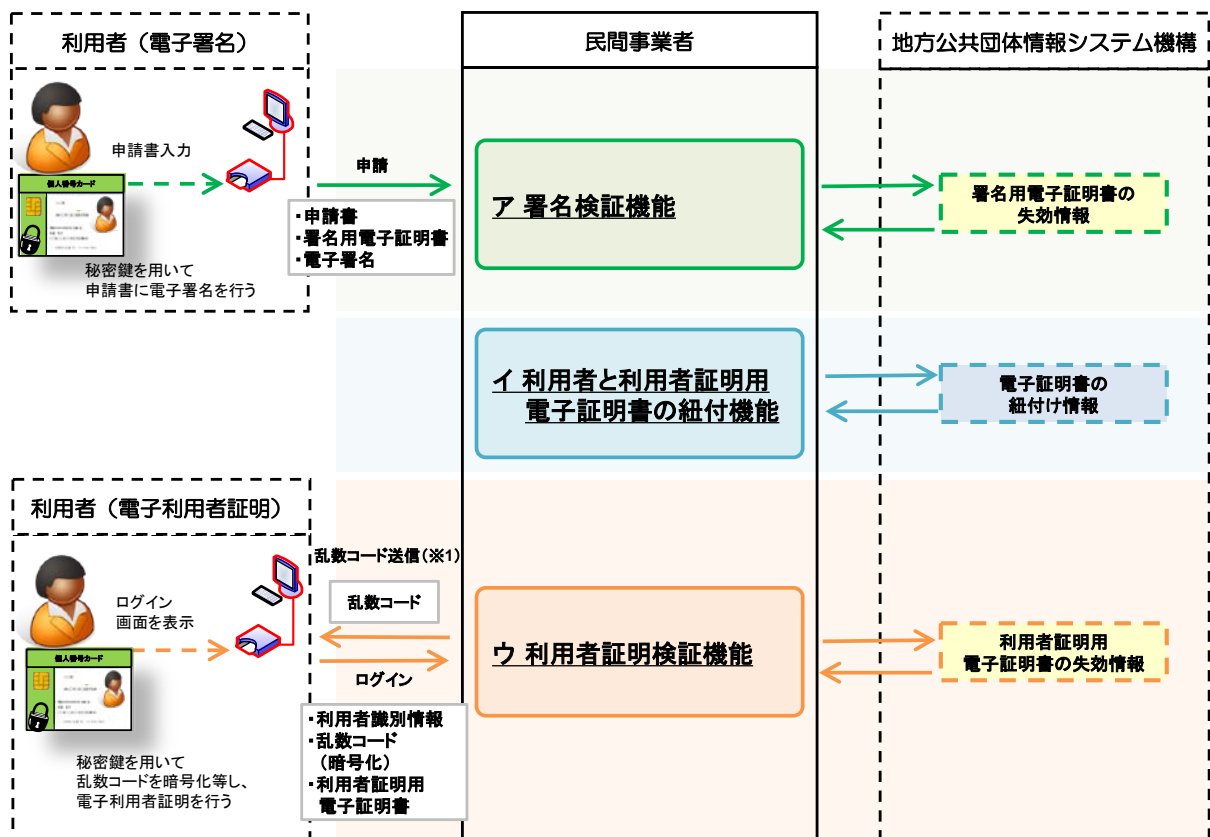 利用者（電子署名）
民間事業者
地方公共団体情報システム機構
申請書入力
個人番号カード
秘密鍵を用いて
申請書に電子署名を行う
申請
・申請書
・署名用電子証明書
・電子署名
ア 署名検証機能
署名用電子証明書の
失効情報
イ 利用者と利用者証明用
電子証明書の紐付機能
電子証明書の
紐付け情報
利用者（電子利用者証明）
ログイン
画面を表示
個人番号カード
秘密鍵を用いて
乱数コードを暗号化等し、
電子利用者証明を行う
乱数コード送信(※1)
乱数コード
ログイン
・利用者識別情報
・乱数コード
（暗号化）
・利用者証明用
電子証明書
ウ 利用者証明検証機能
利用者証明用
電子証明書の失効情報